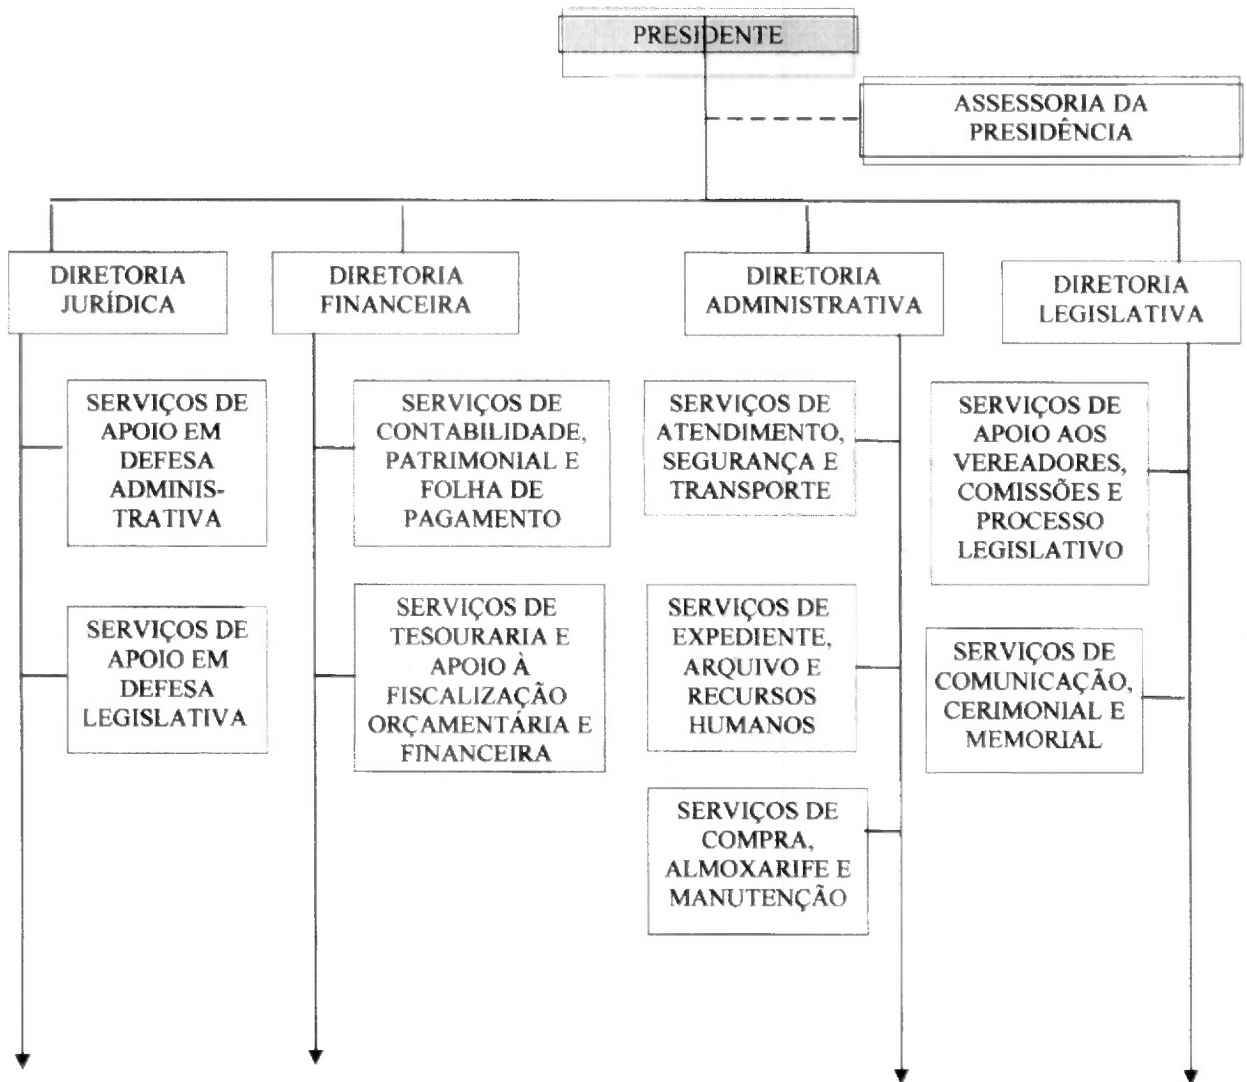 PRESIDENTE
ASSESSORIA DA
PRESIDÊNCIA
DIRETORIA
JURÍDICA
DIRETORIA
FINANCEIRA
DIRETORIA
ADMINISTRATIVA
DIRETORIA
LEGISLATIVA
SERVIÇOS DE
APOIO EM
DEFESA
ADMINIS-
TRATIVA
SERVIÇOS DE
CONTABILIDADE,
PATRIMONIAL E
FOLHA DE
PAGAMENTO
SERVIÇOS DE
ATENDIMENTO,
SEGURANÇA E
TRANSPORTE
SERVIÇOS DE
APOIO AOS
VEREADORES,
COMISSÕES E
PROCESSO
LEGISLATIVO
SERVIÇOS DE
APOIO EM
DEFESA
LEGISLATIVA
SERVIÇOS DE
TESOURARIA E
APOIO À
FISCALIZAÇÃO
ORÇAMENTÁRIA E
FINANCEIRA
SERVIÇOS DE
EXPEDIENTE,
ARQUIVO E
RECURSOS
HUMANOS
SERVIÇOS DE
COMUNICAÇÃO,
CERIMONIAL E
MEMORIAL
SERVIÇOS DE
COMPRA,
ALMOXARIFE E
MANUTENÇÃO